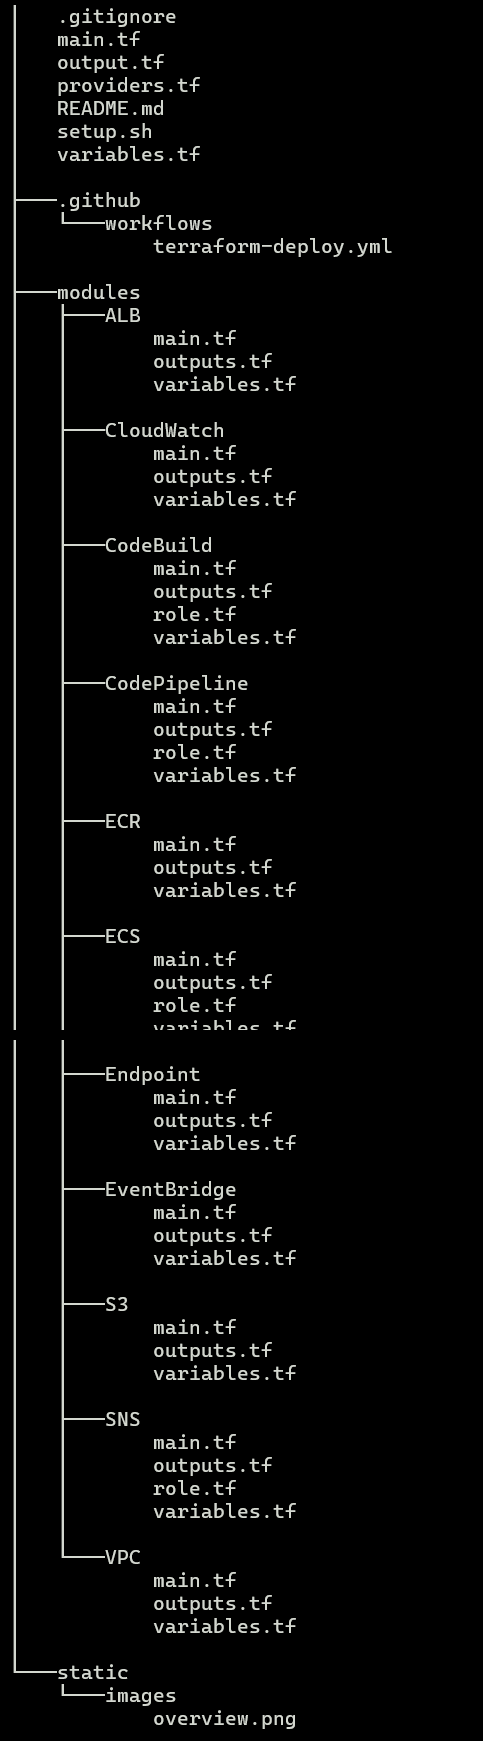 .gitignore
main.tf
output.tf
providers.tf
README.md
setup.sh
variables.tf
.github
workflows
terraform-deploy.yml
modules
ALB
main.tf
outputs.tf
variables.tf
CloudWatch
main.tf
outputs.tf
variables.tf
CodeBuild
main.tf
outputs.tf
role.tf
variables.tf
CodePipeline
main.tf
outputs.tf
role.tf
variables.tf
ECR
main.tf
outputs.tf
variables.tf
ECS
main.tf
outputs.tf
role.tf
variables.tf
Endpoint
main.tf
outputs.tf
variables.tf
EventBridge
main.tf
outputs.tf
variables.tf
S3
main.tf
outputs.tf
variables.tf
SNS
main.tf
outputs.tf
role.tf
variables.tf
VPC
main.tf
outputs.tf
variables.tf
static
images
overview.png